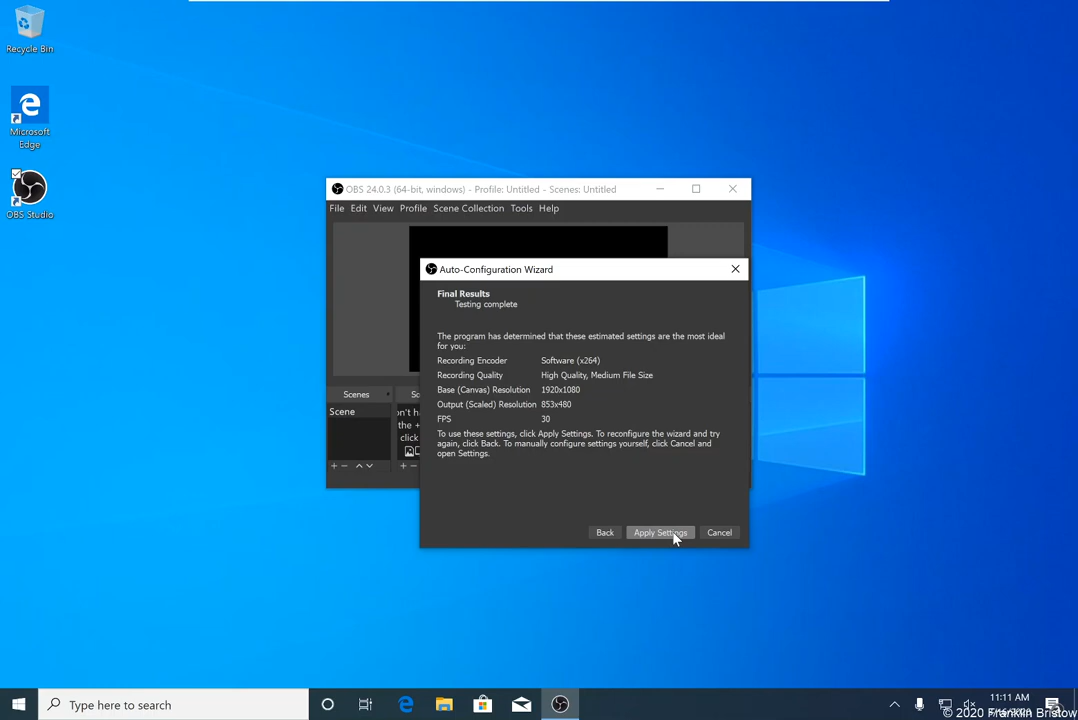 Recycle Bin
Microsoft
Edge
OBS Studio
OBS 24.0.3 (64-bit, windows) - Profile: Untitled - Scenes: Untitled
File Edit View Profile Scene Collection Tools Help
Auto-Configuration Wizard
Final Results
Testing complete
The program has determined that these estimated settings are the most ideal
for you:
Recording Encoder Software (x264)
Recording Quality High Quality, Medium File Size
Base (Canvas) Resolution 1920x1080
Output (Scaled) Resolution 853x480
FPS 30
To use these settings, click Apply Settings. To reconfigure the wizard and try
again, click Back. To manually configure settings yourself, click Cancel and
open Settings.
Back Apply Settings Cancel
Scenes
Scene
on't h
the +
click
Type here to search
11:11 AM
© 2020 Franklin Bristow